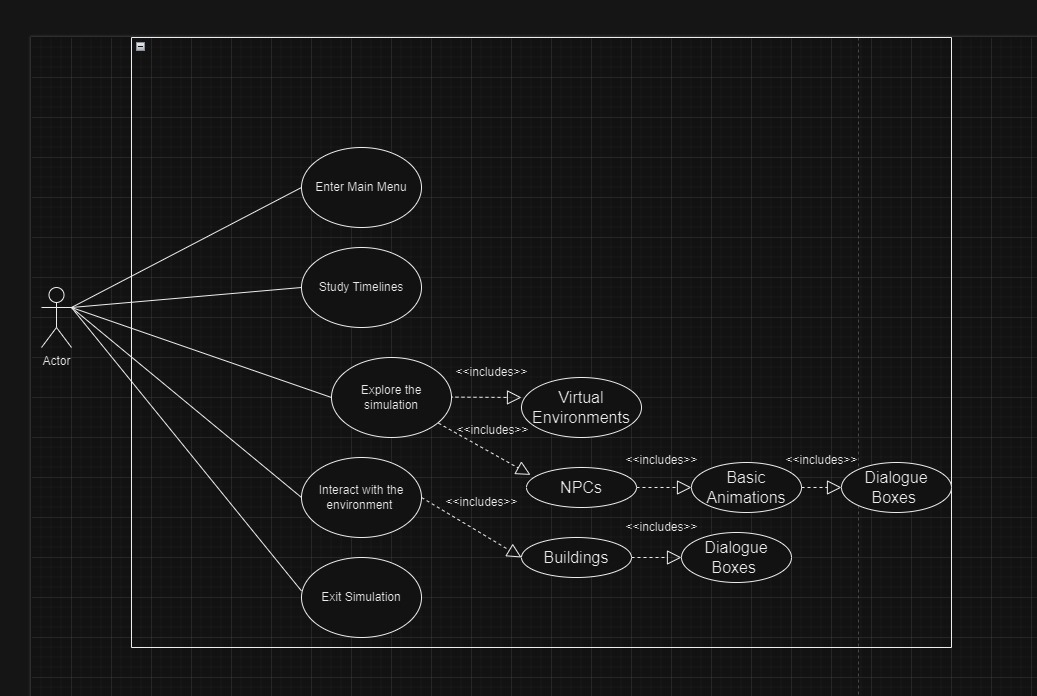 Enter Main Menu
Study Timelines
Actor
Explore the
simulation
<<includes>>
Virtual
Environments
<<includes>>
NPCs
<<includes>>
Basic
Animations
<<includes>>
Dialogue
Boxes
Interact with the
environment
<<includes>>
Buildings
<<includes>>
Dialogue
Boxes
Exit Simulation